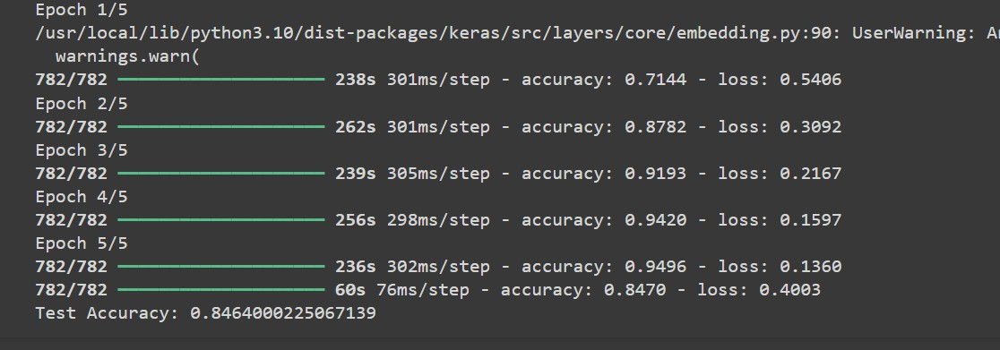 Epoch 1/5
/usr/local/lib/python3.10/dist-packages/keras/src/layers/core/embedding.py:90: UserWarning:
warnings.warn(
782/782 ━━━━━━━━━━━━━━━━━━━━ 238s 301ms/step - accuracy: 0.7144 - loss: 0.5406
Epoch 2/5
782/782 ━━━━━━━━━━━━━━━━━━━━ 262s 301ms/step - accuracy: 0.8782 - loss: 0.3092
Epoch 3/5
782/782 ━━━━━━━━━━━━━━━━━━━━ 239s 305ms/step - accuracy: 0.9193 - loss: 0.2167
Epoch 4/5
782/782 ━━━━━━━━━━━━━━━━━━━━ 256s 298ms/step - accuracy: 0.9420 - loss: 0.1597
Epoch 5/5
782/782 ━━━━━━━━━━━━━━━━━━━━ 236s 302ms/step - accuracy: 0.9496 - loss: 0.1360
782/782 ━━━━━━━━━━━━━━━━━━━━ 60s 76ms/step - accuracy: 0.8470 - loss: 0.4003
Test Accuracy: 0.8464000225067139